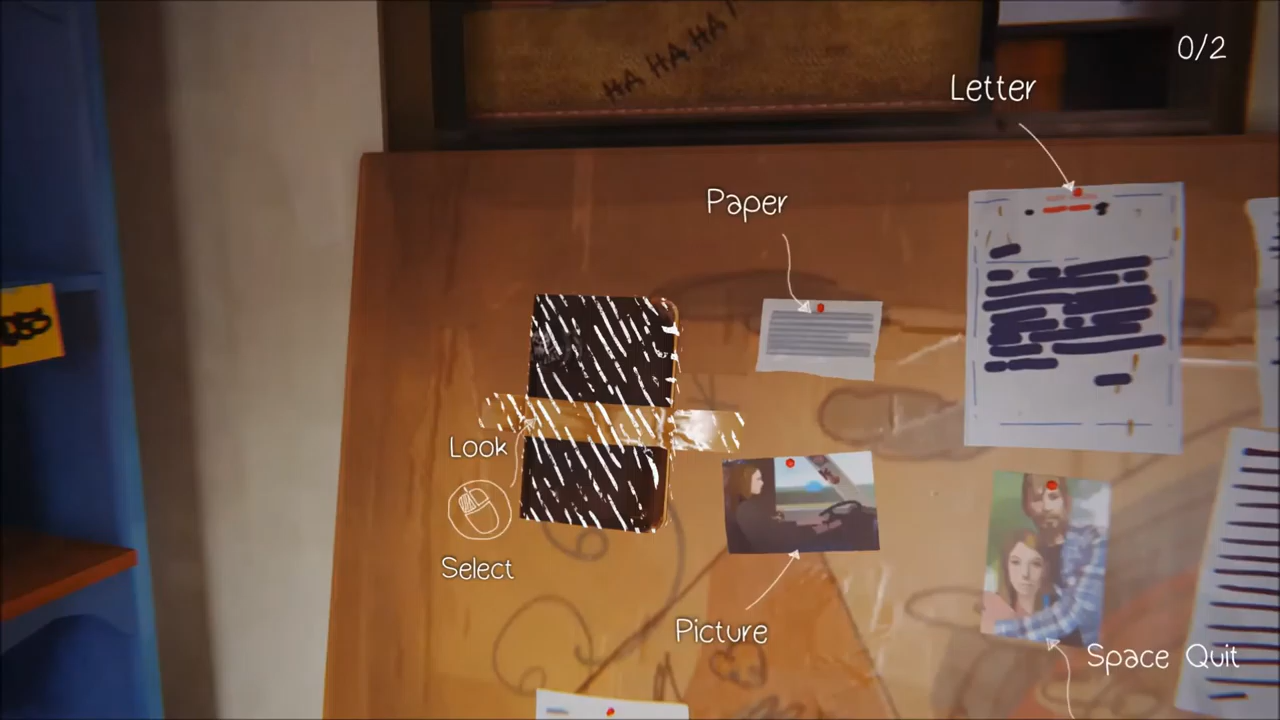 HA HA HA !
0/2
Letter
Paper
Look
Select
Picture
Space Quit